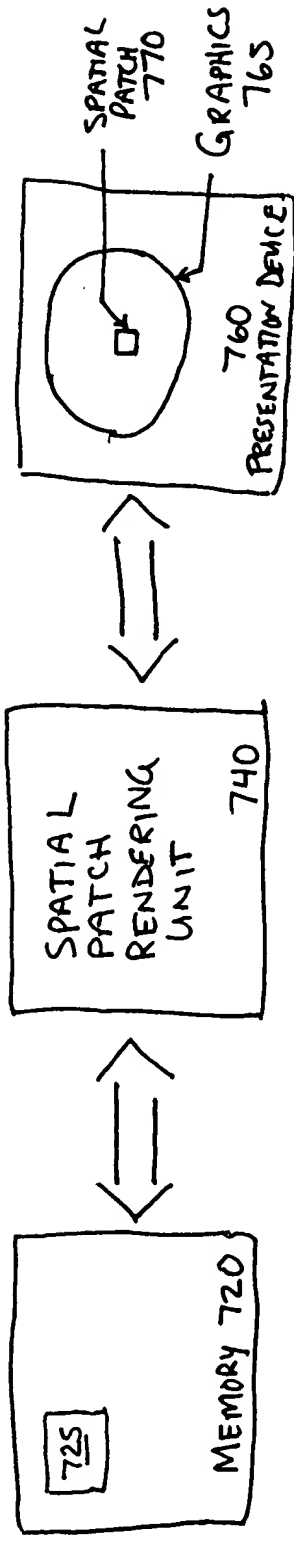 725
MEMORY 720
SPATIAL
PATCH
RENDERING
UNIT
740
760
PRESENTATION DEVICE
SPATIAL
PATCH
770
GRAPHICS
765